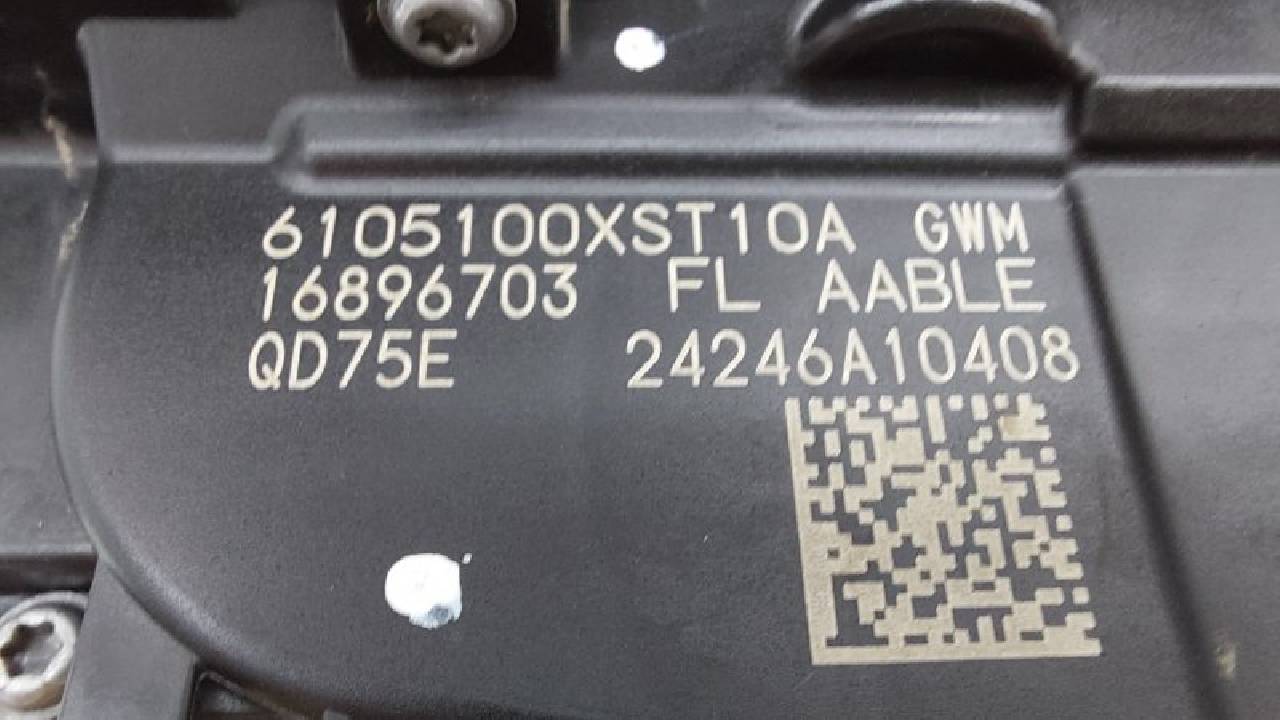 6105100XST10A GWM
16896703 FL AABLE
QD75E 24246A10408